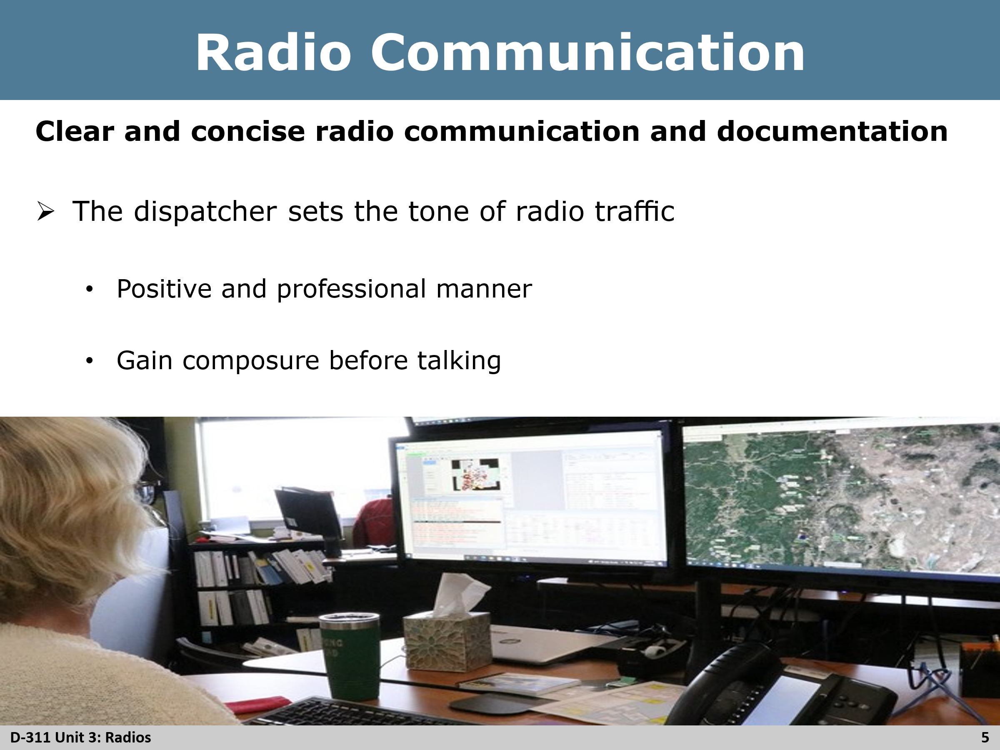 Radio Communication
Clear and concise radio communication and documentation
➢ The dispatcher sets the tone of radio traffic
• Positive and professional manner
• Gain composure before talking
D-311 Unit 3: Radios
5